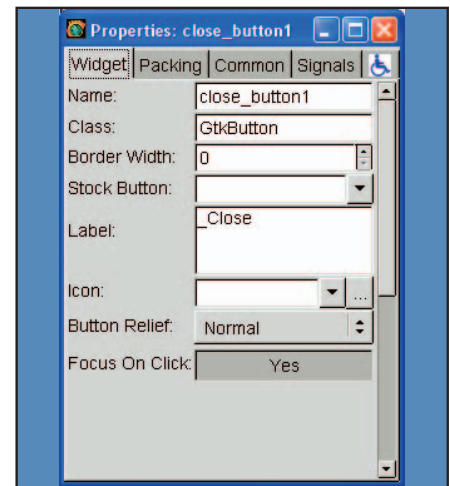 Properties: close_button1
Widget Packing Common Signals
Name: close_button1
Class: GtkButton
Border Width: 0
Stock Button:
Label: _Close
Icon: ...
Button Relief: Normal
Focus On Click: Yes